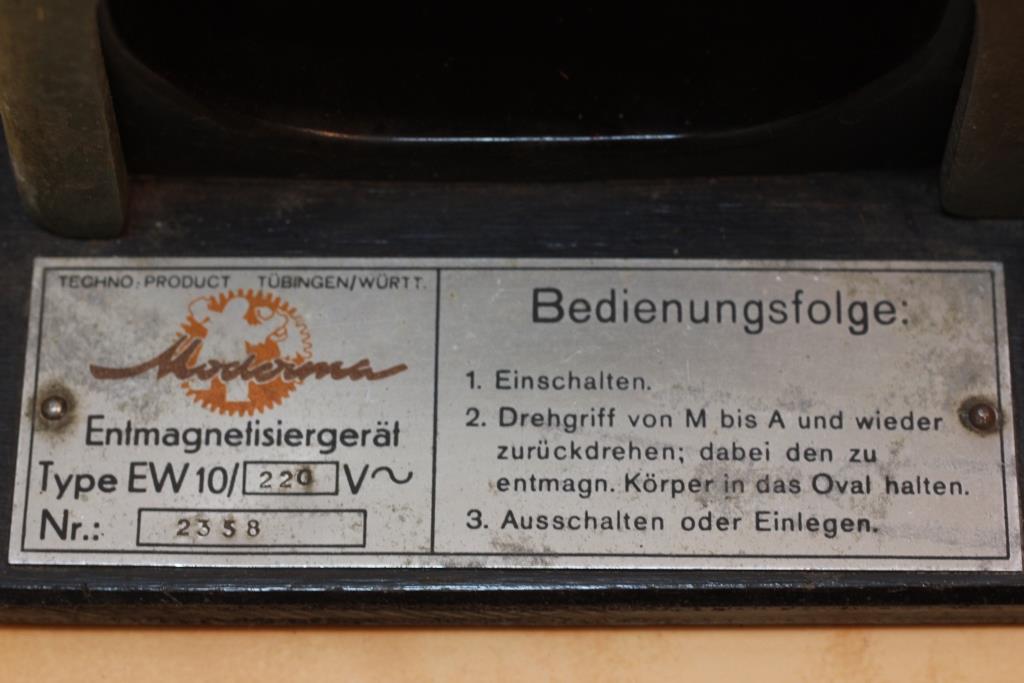 TECHNO-PRODUCT TÜBINGEN/WÜRTT.
Moderma
Entmagnetisiergerät
Type EW 10/ 220 V~
Nr.: 2358
Bedienungsfolge:
1. Einschalten.
2. Drehgriff von M bis A und wieder
zurückdrehen; dabei den zu
entmagn. Körper in das Oval halten.
3. Ausschalten oder Einlegen.